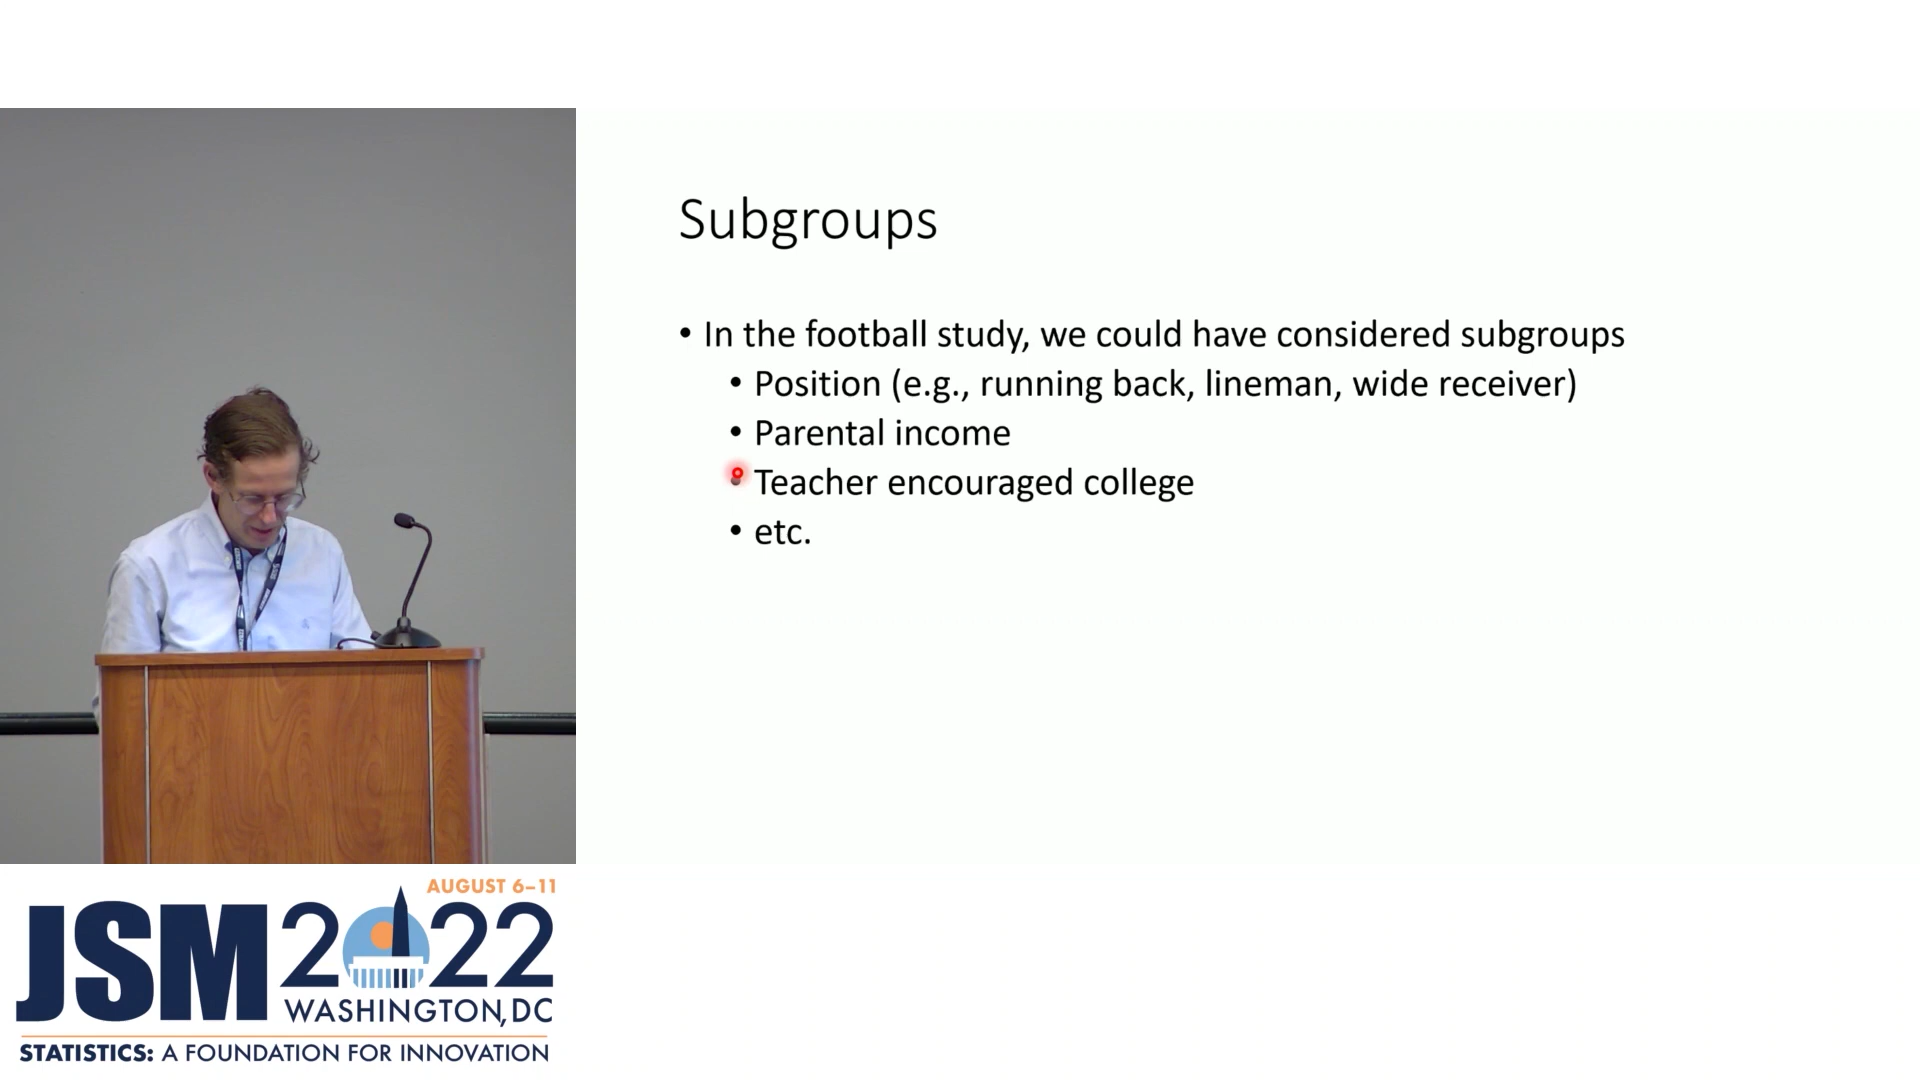 Subgroups
• In the football study, we could have considered subgroups
• Position (e.g., running back, lineman, wide receiver)
• Parental income
• Teacher encouraged college
• etc.
AUGUST 6–11
JSM 2022
WASHINGTON, DC
STATISTICS: A FOUNDATION FOR INNOVATION